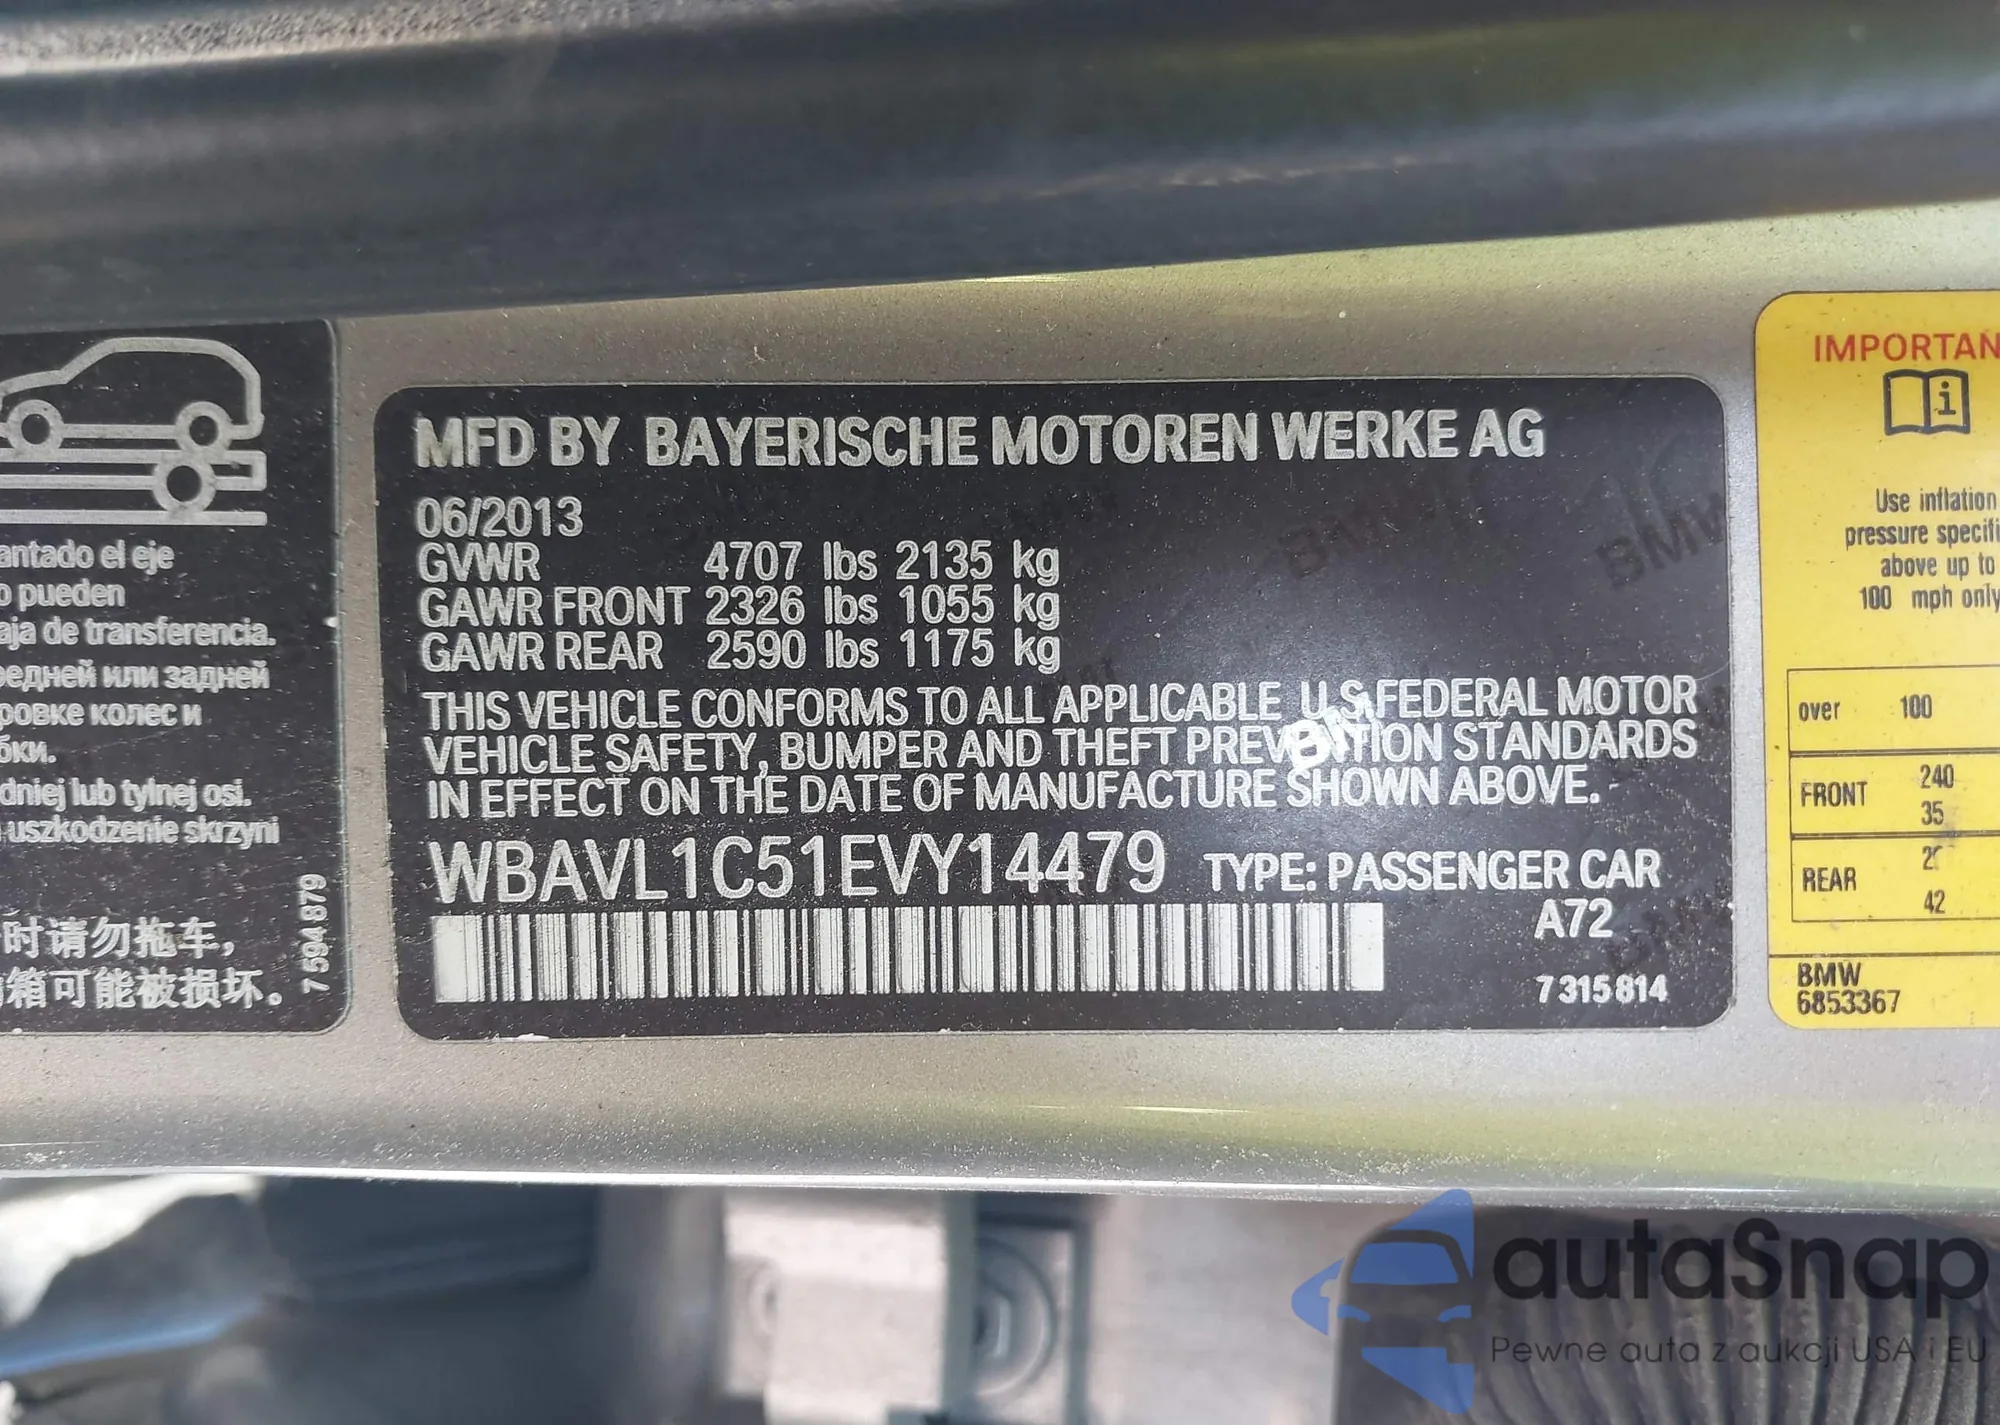 antado el eje
o pueden
aja de transferencia.
редней или задней
ровке колес и
бки.
dniej lub tylnej osi.
uszkodzenie skrzyni
时请勿拖车，
箱可能被损坏。
7 594 879
MFD BY BAYERISCHE MOTOREN WERKE AG
06/2013
GVWR 4707 lbs 2135 kg
GAWR FRONT 2326 lbs 1055 kg
GAWR REAR 2590 lbs 1175 kg
THIS VEHICLE CONFORMS TO ALL APPLICABLE U.S.FEDERAL MOTOR
VEHICLE SAFETY, BUMPER AND THEFT PREVENTION STANDARDS
IN EFFECT ON THE DATE OF MANUFACTURE SHOWN ABOVE.
WBAVL1C51EVY14479 TYPE: PASSENGER CAR
A72
7 315 814
IMPORTAN
Use inflation
pressure specifi
above up to
100 mph only
over 100
FRONT 240
35
REAR
42
BMW
6853367
autaSnap
Pewne auta z aukcji USA i EU